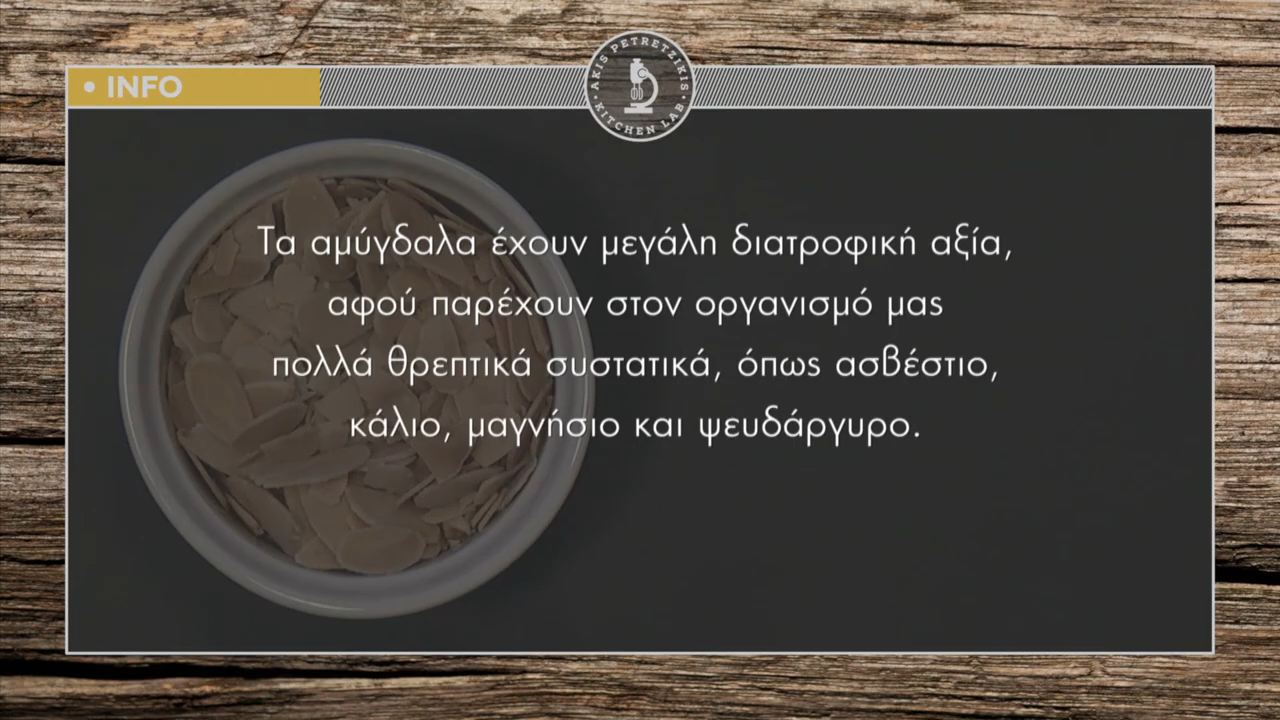 • INFO
AKIS PETRETZIKIS
• KITCHEN LAB •
Τα αμύγδαλα έχουν μεγάλη διατροφική αξία,
αφού παρέχουν στον οργανισμό μας
πολλά θρεπτικά συστατικά, όπως ασβέστιο,
κάλιο, μαγνήσιο και ψευδάργυρο.